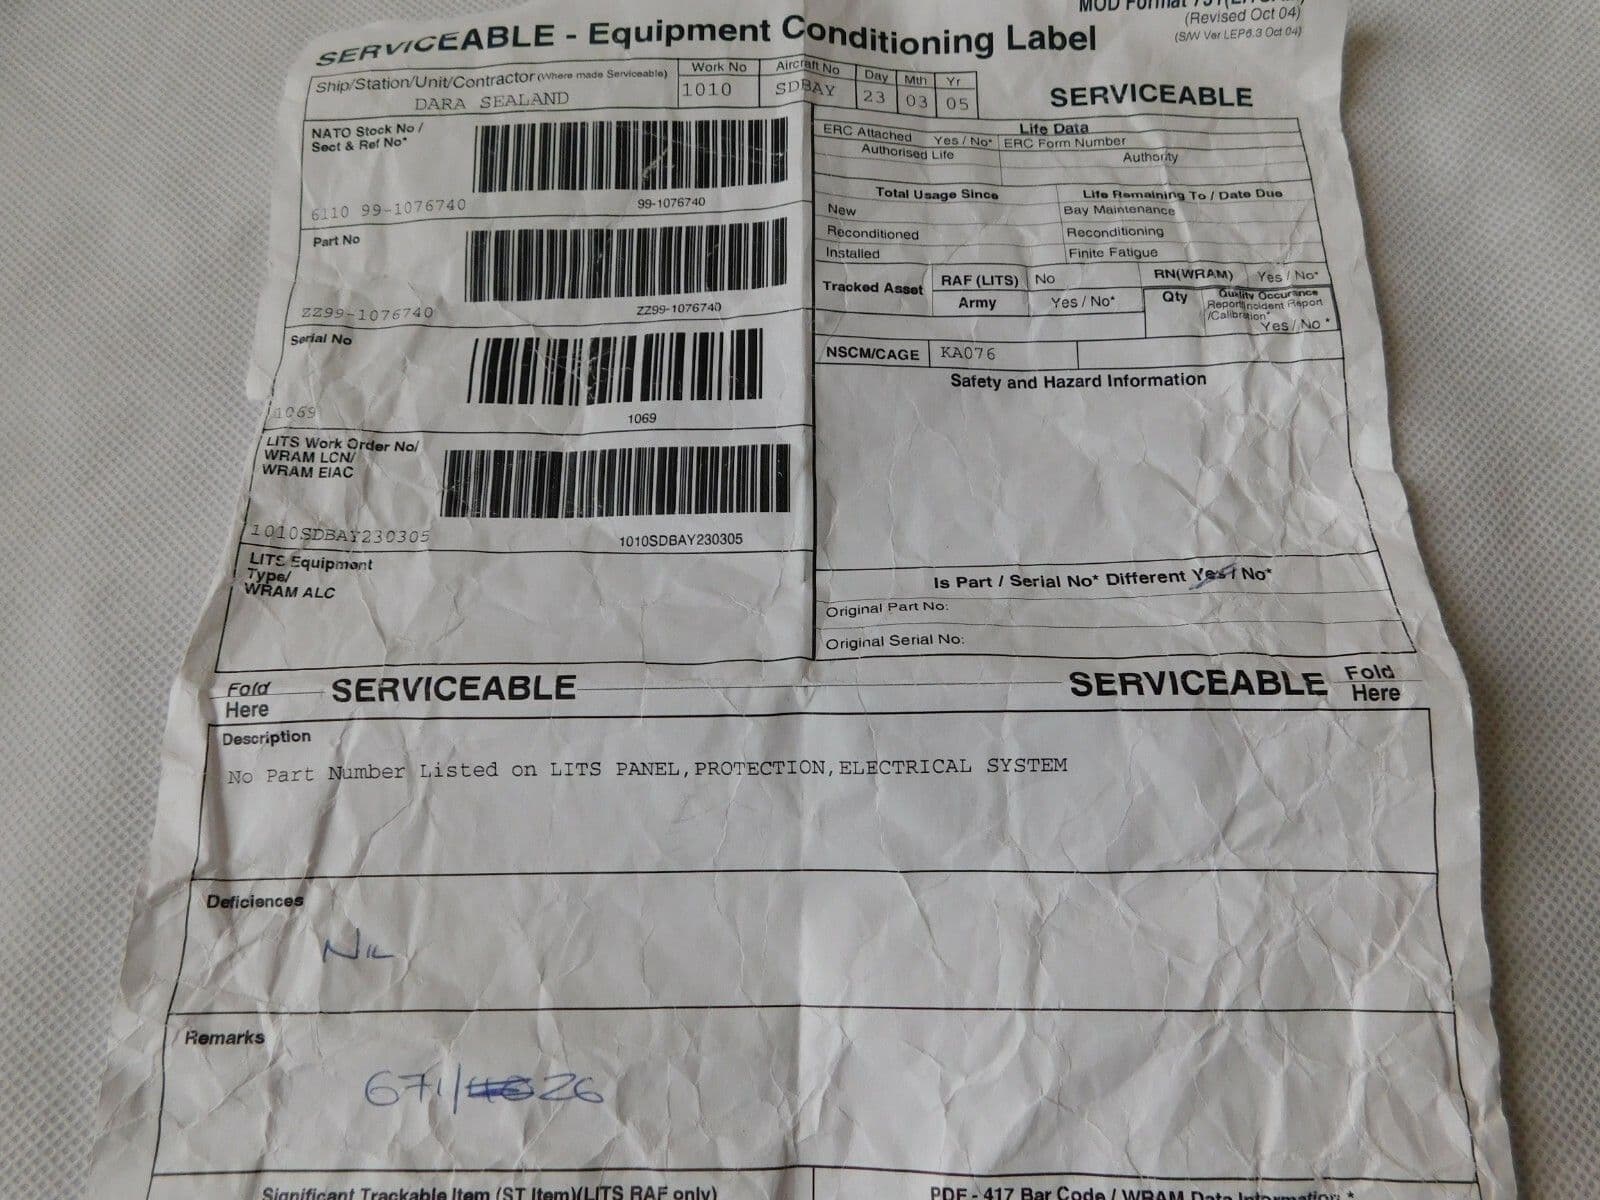 MOD Format 731(LITS/RAF)
(Revised Oct 04)
(S/W Ver LEP6.3 Oct 04)
SERVICEABLE - Equipment Conditioning Label
Ship/Station/Unit/Contractor (Where made Serviceable)
DARA SEALAND
Work No
1010
Aircraft No
SDBAY
Day Mth Yr
23 03 05
SERVICEABLE
NATO Stock No /
Sect & Ref No*
6110 99-1076740
99-1076740
Part No
ZZ99-1076740
ZZ99-1076740
Serial No
1069
1069
LITS Work Order No/
WRAM LCN/
WRAM EIAC
1010SDBAY230305
1010SDBAY230305
LITS Equipment
Type/
WRAM ALC
Life Data
ERC Attached Yes / No* ERC Form Number
Authorised Life Authority
Total Usage Since Life Remaining To / Date Due
New Bay Maintenance
Reconditioned Reconditioning
Installed Finite Fatigue
Tracked Asset RAF (LITS) No RN(WRAM) Yes / No*
Army Yes / No* Qty
Quality Occurance
Report/Incident Report
/Calibration*
Yes / No *
NSCM/CAGE KA076
Safety and Hazard Information
Is Part / Serial No* Different Yes / No*
Original Part No:
Original Serial No:
Fold
Here
SERVICEABLE
SERVICEABLE
Fold
Here
Description
No Part Number Listed on LITS PANEL,PROTECTION,ELECTRICAL SYSTEM
Deficiences
NIL
Remarks
671/ 26
Significant Trackable Item (ST Item)(LITS RAF only)
PDF - 417 Bar Code / WRAM Data Information *